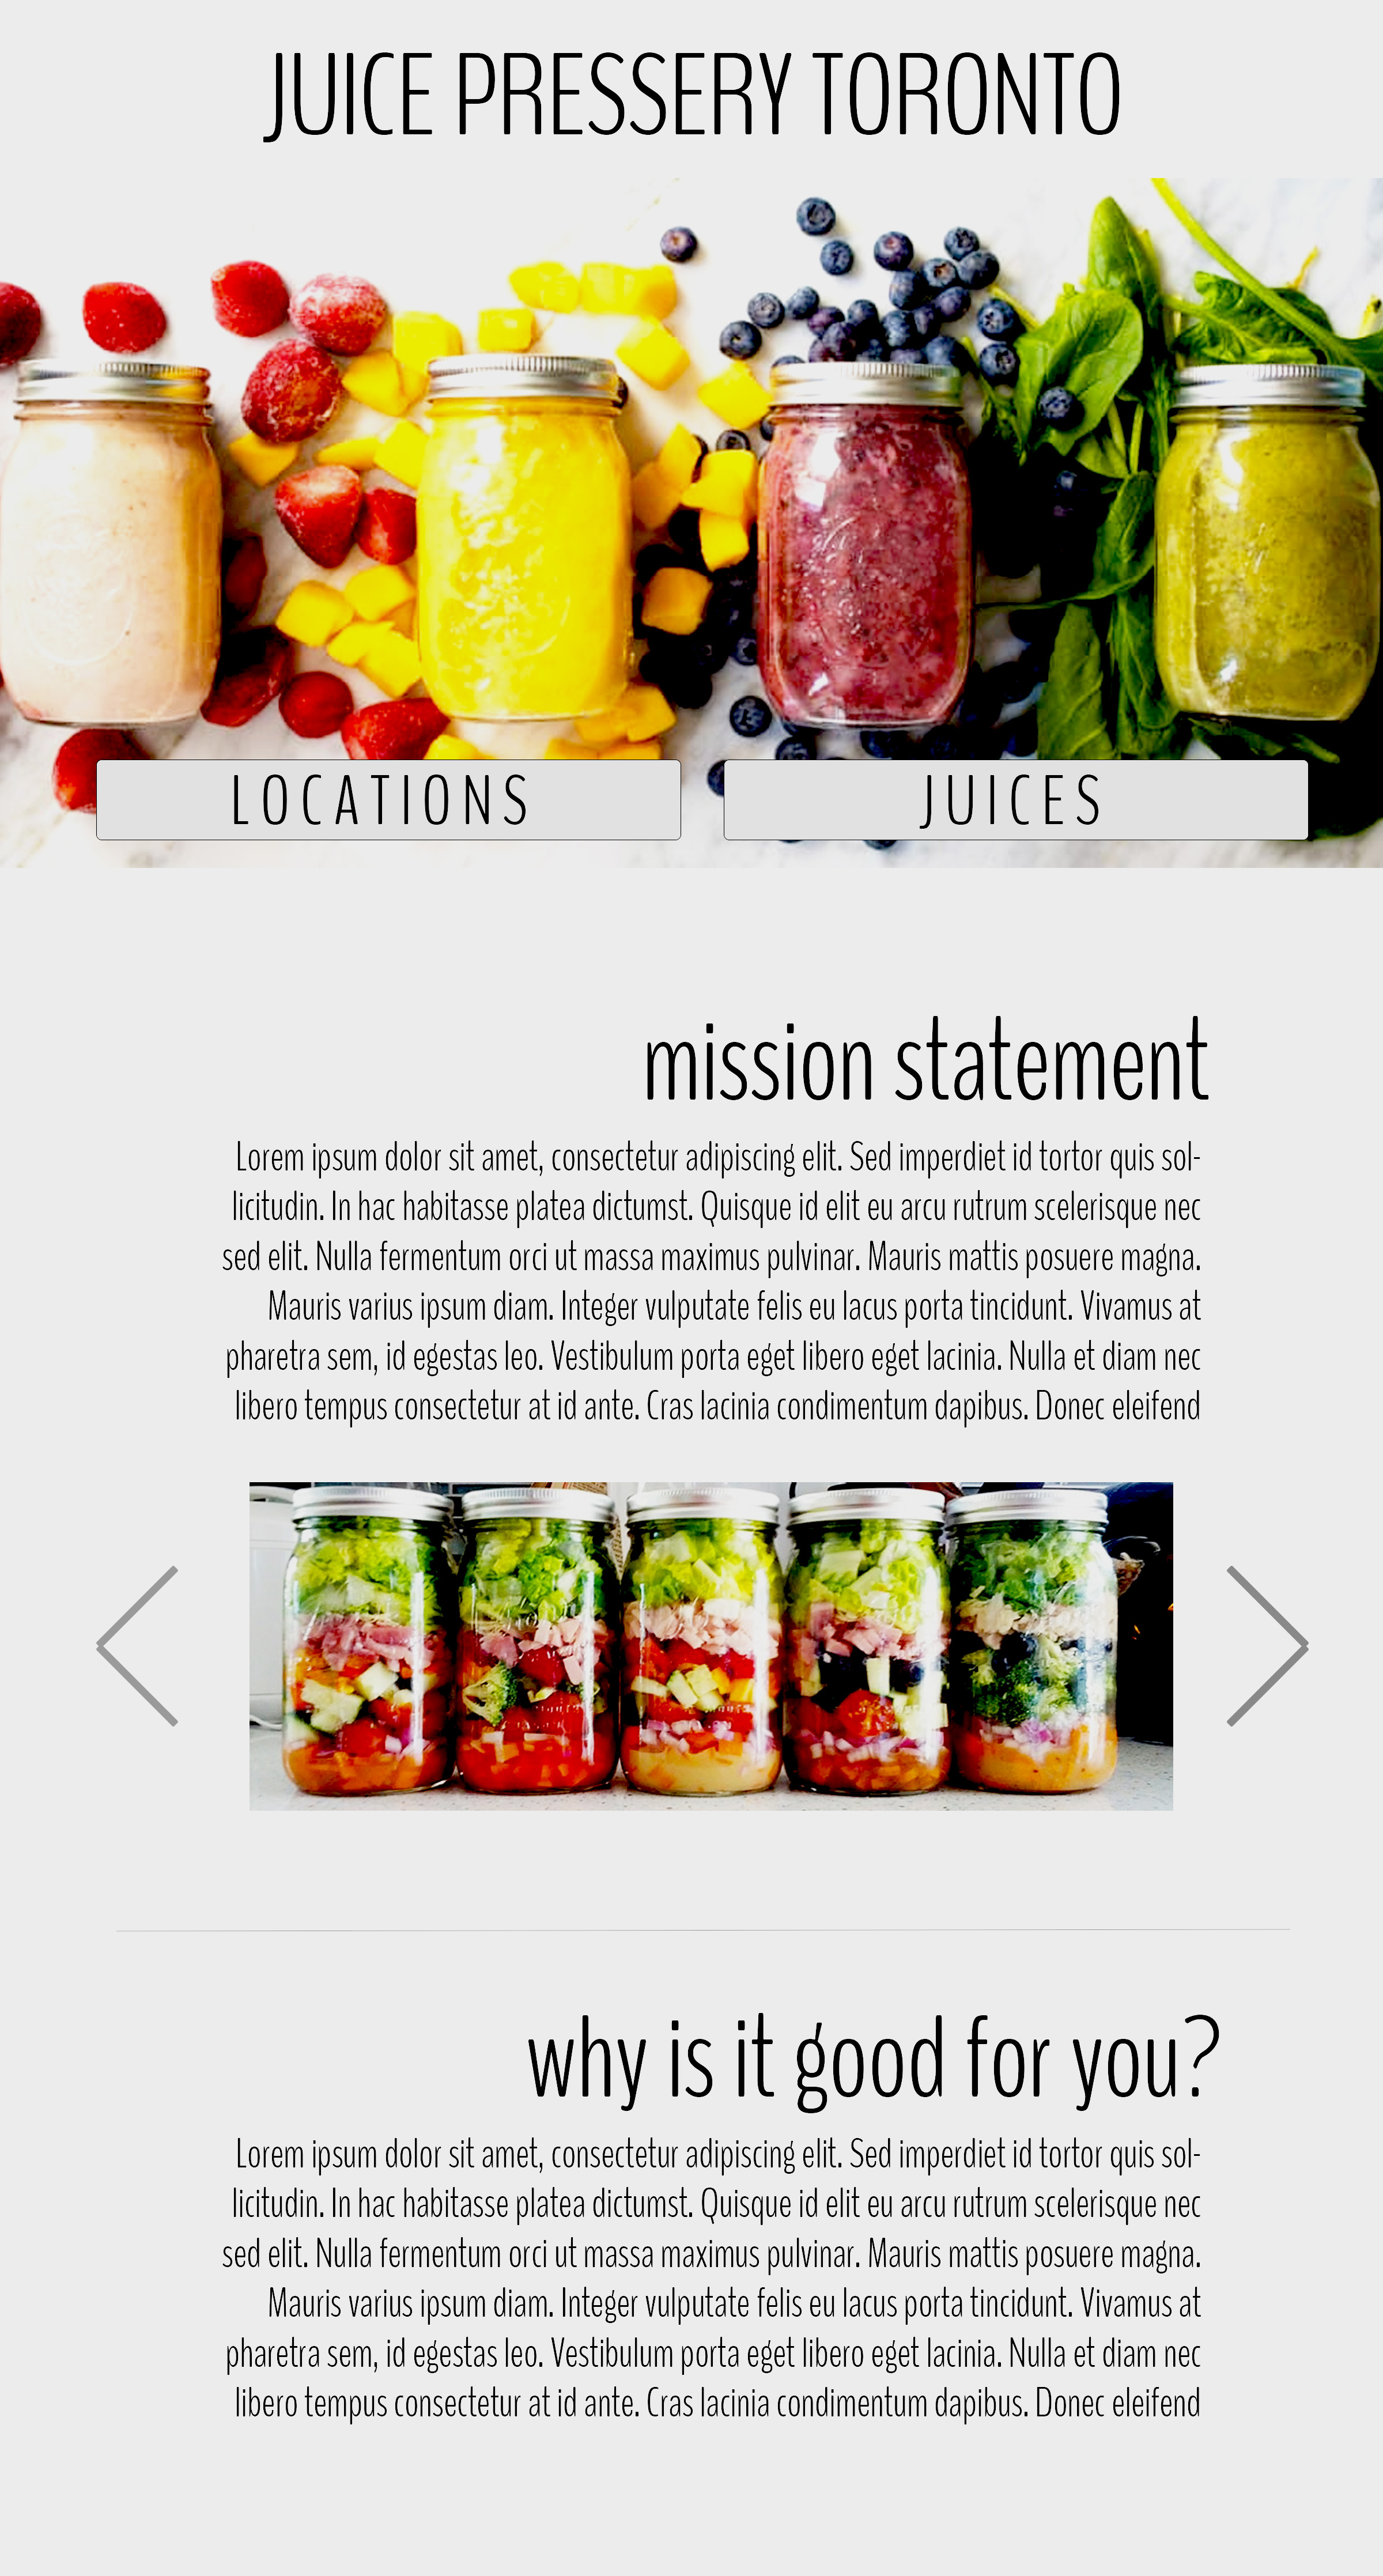 JUICE PRESSERY TORONTO
LOCATIONS
JUICES
mission statement
Lorem ipsum dolor sit amet, consectetur adipiscing elit. Sed imperdiet id tortor quis sol-
licitudin. In hac habitasse platea dictumst. Quisque id elit eu arcu rutrum scelerisque nec
sed elit. Nulla fermentum orci ut massa maximus pulvinar. Mauris mattis posuere magna.
Mauris varius ipsum diam. Integer vulputate felis eu lacus porta tincidunt. Vivamus at
pharetra sem, id egestas leo. Vestibulum porta eget libero eget lacinia. Nulla et diam nec
libero tempus consectetur at id ante. Cras lacinia condimentum dapibus. Donec eleifend
why is it good for you?
Lorem ipsum dolor sit amet, consectetur adipiscing elit. Sed imperdiet id tortor quis sol-
licitudin. In hac habitasse platea dictumst. Quisque id elit eu arcu rutrum scelerisque nec
sed elit. Nulla fermentum orci ut massa maximus pulvinar. Mauris mattis posuere magna.
Mauris varius ipsum diam. Integer vulputate felis eu lacus porta tincidunt. Vivamus at
pharetra sem, id egestas leo. Vestibulum porta eget libero eget lacinia. Nulla et diam nec
libero tempus consectetur at id ante. Cras lacinia condimentum dapibus. Donec eleifend